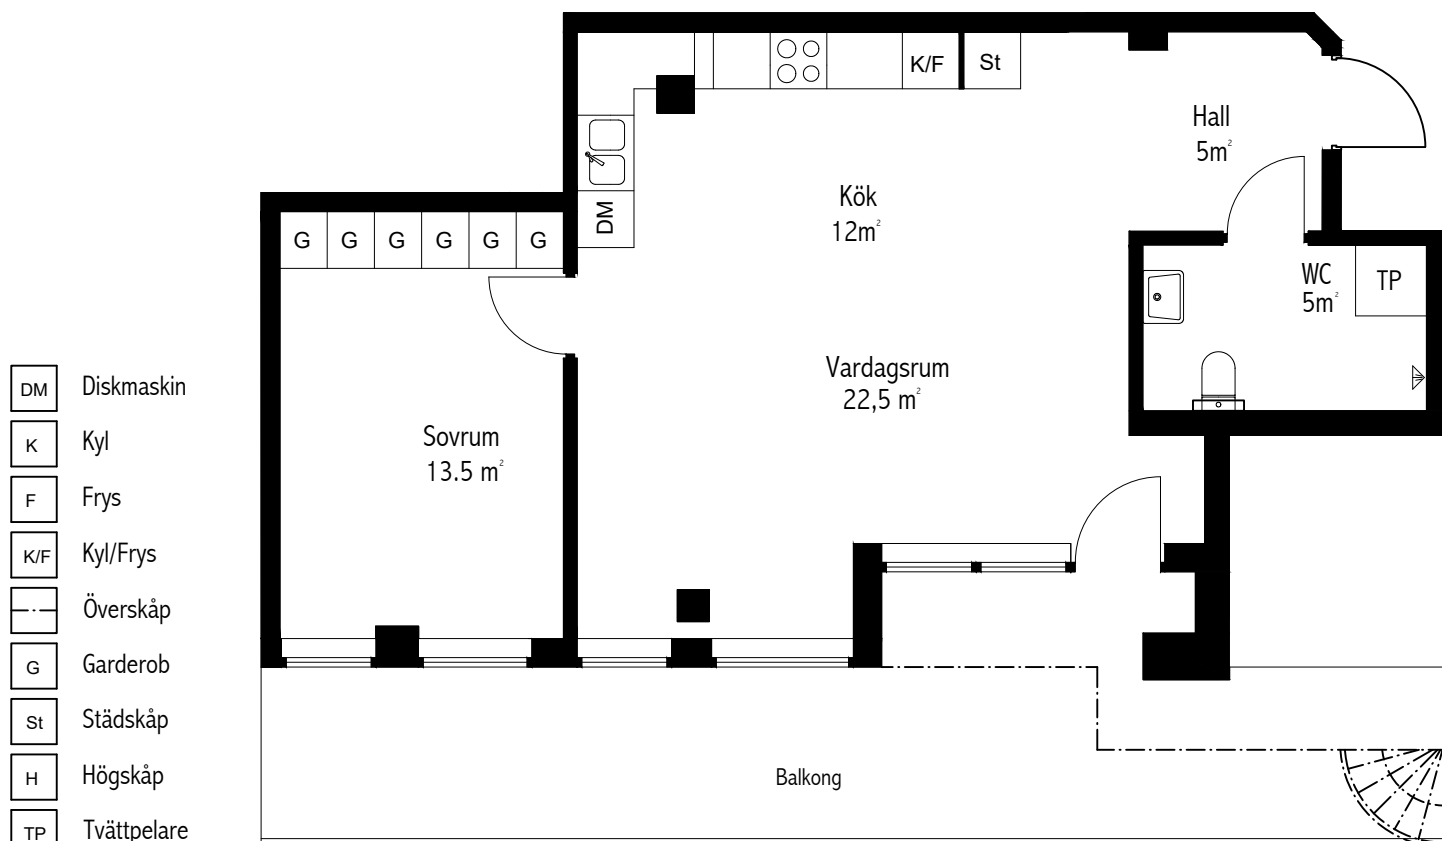 K/F
St
Hall
5m²
Kök
12m²
DM
G G G G G G
WC
5m²
TP
Vardagsrum
22,5 m²
Sovrum
13.5 m²
DM Diskmaskin
K Kyl
F Frys
K/F Kyl/Frys
Överskåp
G Garderob
St Städskåp
H Högskåp
TP Tvättpelare
Balkong